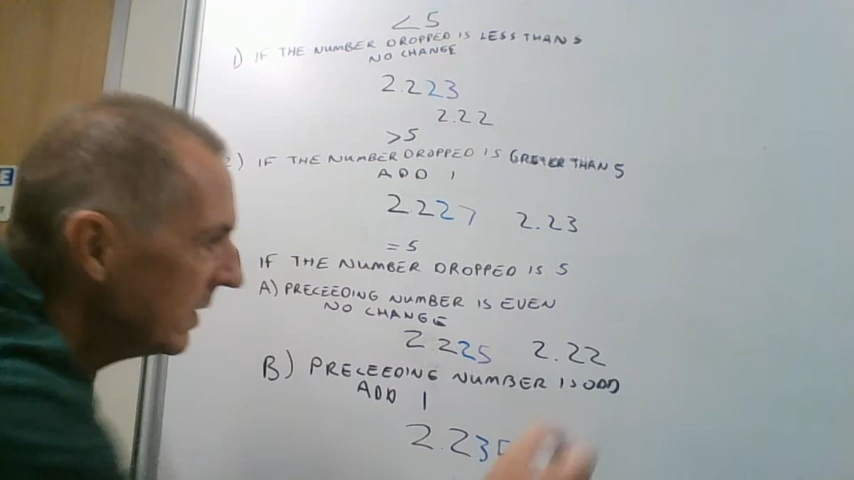 < 5
1) IF THE NUMBER DROPPED IS LESS THAN 5
NO CHANGE
2.223
2.22
> 5
2) IF THE NUMBER DROPPED IS GREATER THAN 5
ADD 1
2.227 2.23
= 5
IF THE NUMBER DROPPED IS 5
A) PRECEEDING NUMBER IS EVEN
NO CHANGE
2.225 2.22
B) PRECEEDING NUMBER IS ODD
ADD 1
2.235